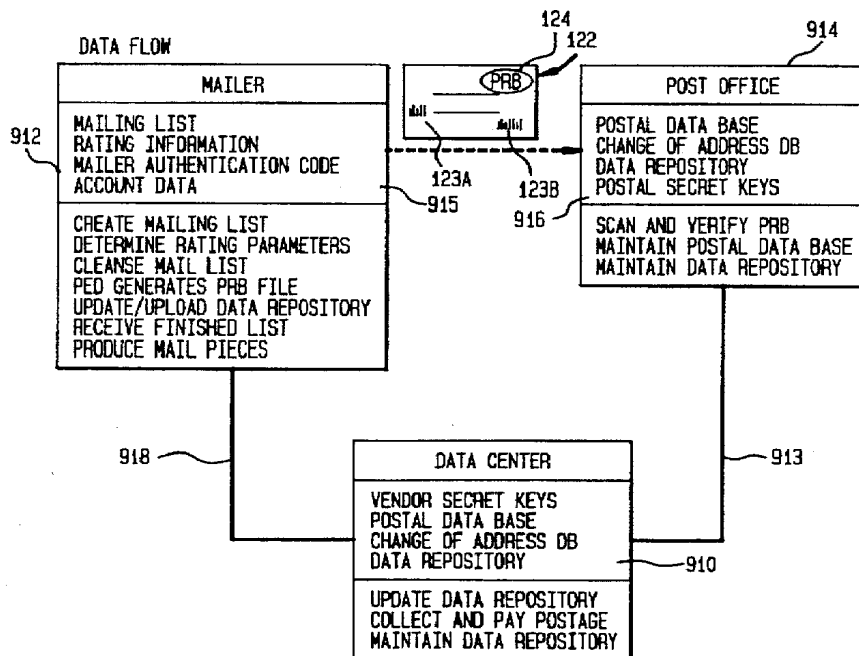 DATA FLOW
124
122
914
MAILER
PRB
POST OFFICE
912
MAILING LIST
RATING INFORMATION
MAILER AUTHENTICATION CODE
ACCOUNT DATA
915
123A
123B
POSTAL DATA BASE
CHANGE OF ADDRESS DB
DATA REPOSITORY
POSTAL SECRET KEYS
916
CREATE MAILING LIST
DETERMINE RATING PARAMETERS
CLEANSE MAIL LIST
PED GENERATES PRB FILE
UPDATE/UPLOAD DATA REPOSITORY
RECEIVE FINISHED LIST
PRODUCE MAIL PIECES
SCAN AND VERIFY PRB
MAINTAIN POSTAL DATA BASE
MAINTAIN DATA REPOSITORY
918
913
DATA CENTER
VENDOR SECRET KEYS
POSTAL DATA BASE
CHANGE OF ADDRESS DB
DATA REPOSITORY
910
UPDATE DATA REPOSITORY
COLLECT AND PAY POSTAGE
MAINTAIN DATA REPOSITORY